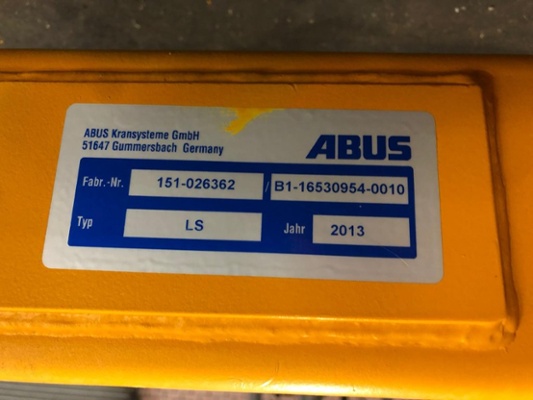 ABUS Kransysteme GmbH
51647 Gummersbach Germany
ABUS
Fabr.-Nr. 151-026362 / B1-16530954-0010
Typ LS Jahr 2013